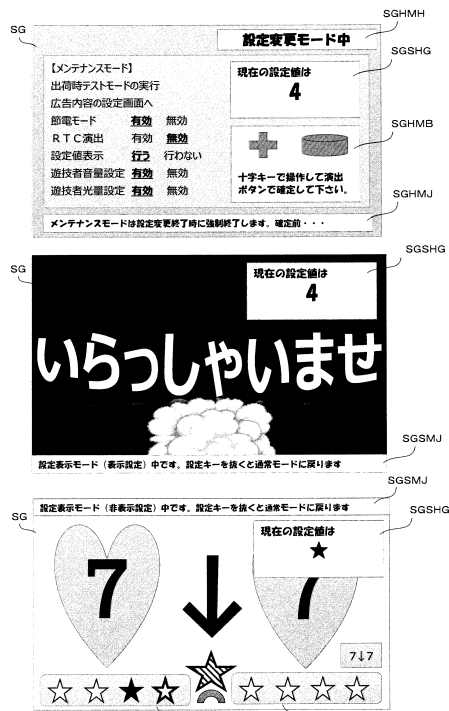 SG
SGHMH
設定変更モード中
SGSHG
【メンテナンスモード】
出荷時テストモードの実行
広告内容の設定画面へ
節電モード 有効 無効
RTC演出 有効 無効
設定値表示 行う 行わない
遊技者音量設定 有効 無効
遊技者光量設定 有効 無効
現在の設定値は
4
SGHMB
十字キーで操作して演出
ボタンで確定して下さい。
SGHMJ
メンテナンスモードは設定変更終了時に強制終了します。確定前・・・
SG
SGSHG
現在の設定値は
4
いらっしゃいませ
SGSMJ
設定表示モード（表示設定）中です。設定キーを抜くと通常モードに戻ります
SGSMJ
設定表示モード（非表示設定）中です。設定キーを抜くと通常モードに戻ります
SG
SGSHG
現在の設定値は
★
7
↓
7
7↓7
☆ ☆ ★ ☆ ☆ ☆ ☆ ☆